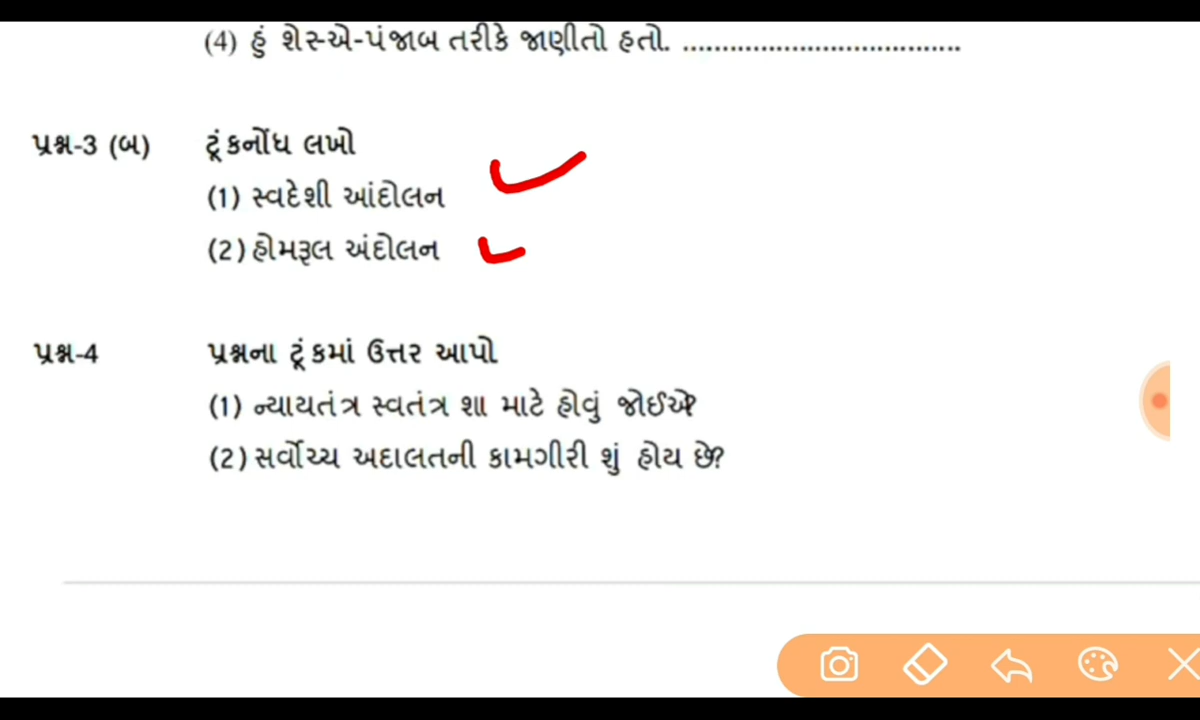 (4) હું શેસ-એ-પંજાબ તરીકે જાણીતો હતો. ....................................
પ્રશ્ન-3 (બ) ટૂંકનોંધ લખો
(1) સ્વદેશી આંદોલન
(2) હોમરૂલ અંદોલન
પ્રશ્ન-4 પ્રશ્નના ટૂંકમાં ઉત્તર આપો
(1) ન્યાયતંત્ર સ્વતંત્ર શા માટે હોવું જોઈએ?
(2) સર્વોચ્ચ અદાલતની કામગીરી શું હોય છે?